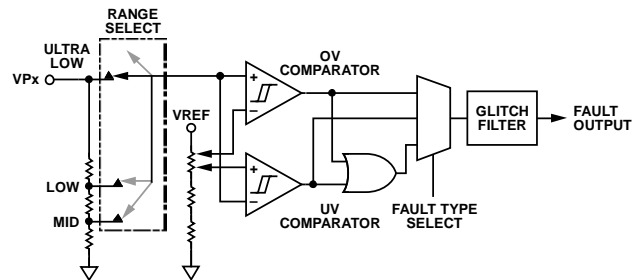 RANGE
SELECT
ULTRA
LOW
VPx
LOW
MID
VREF
+
–
+
–
OV
COMPARATOR
UV
COMPARATOR
FAULT TYPE
SELECT
GLITCH
FILTER
FAULT
OUTPUT